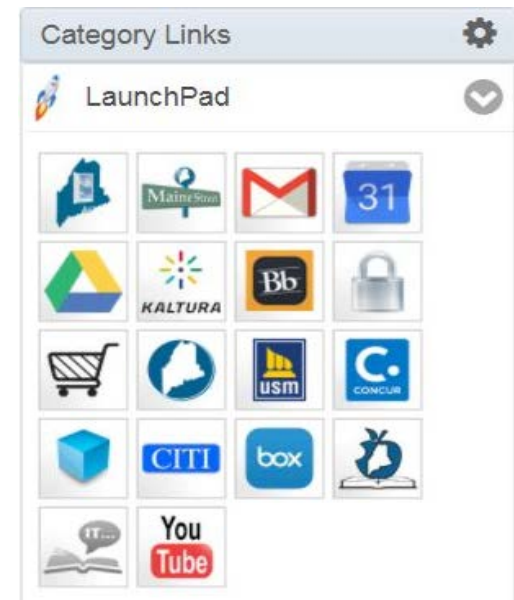 Category Links
LaunchPad
MaineStreet
31
KALTURA
Bb
usm
C.
CONCUR
CITI
box
IT...
You
Tube